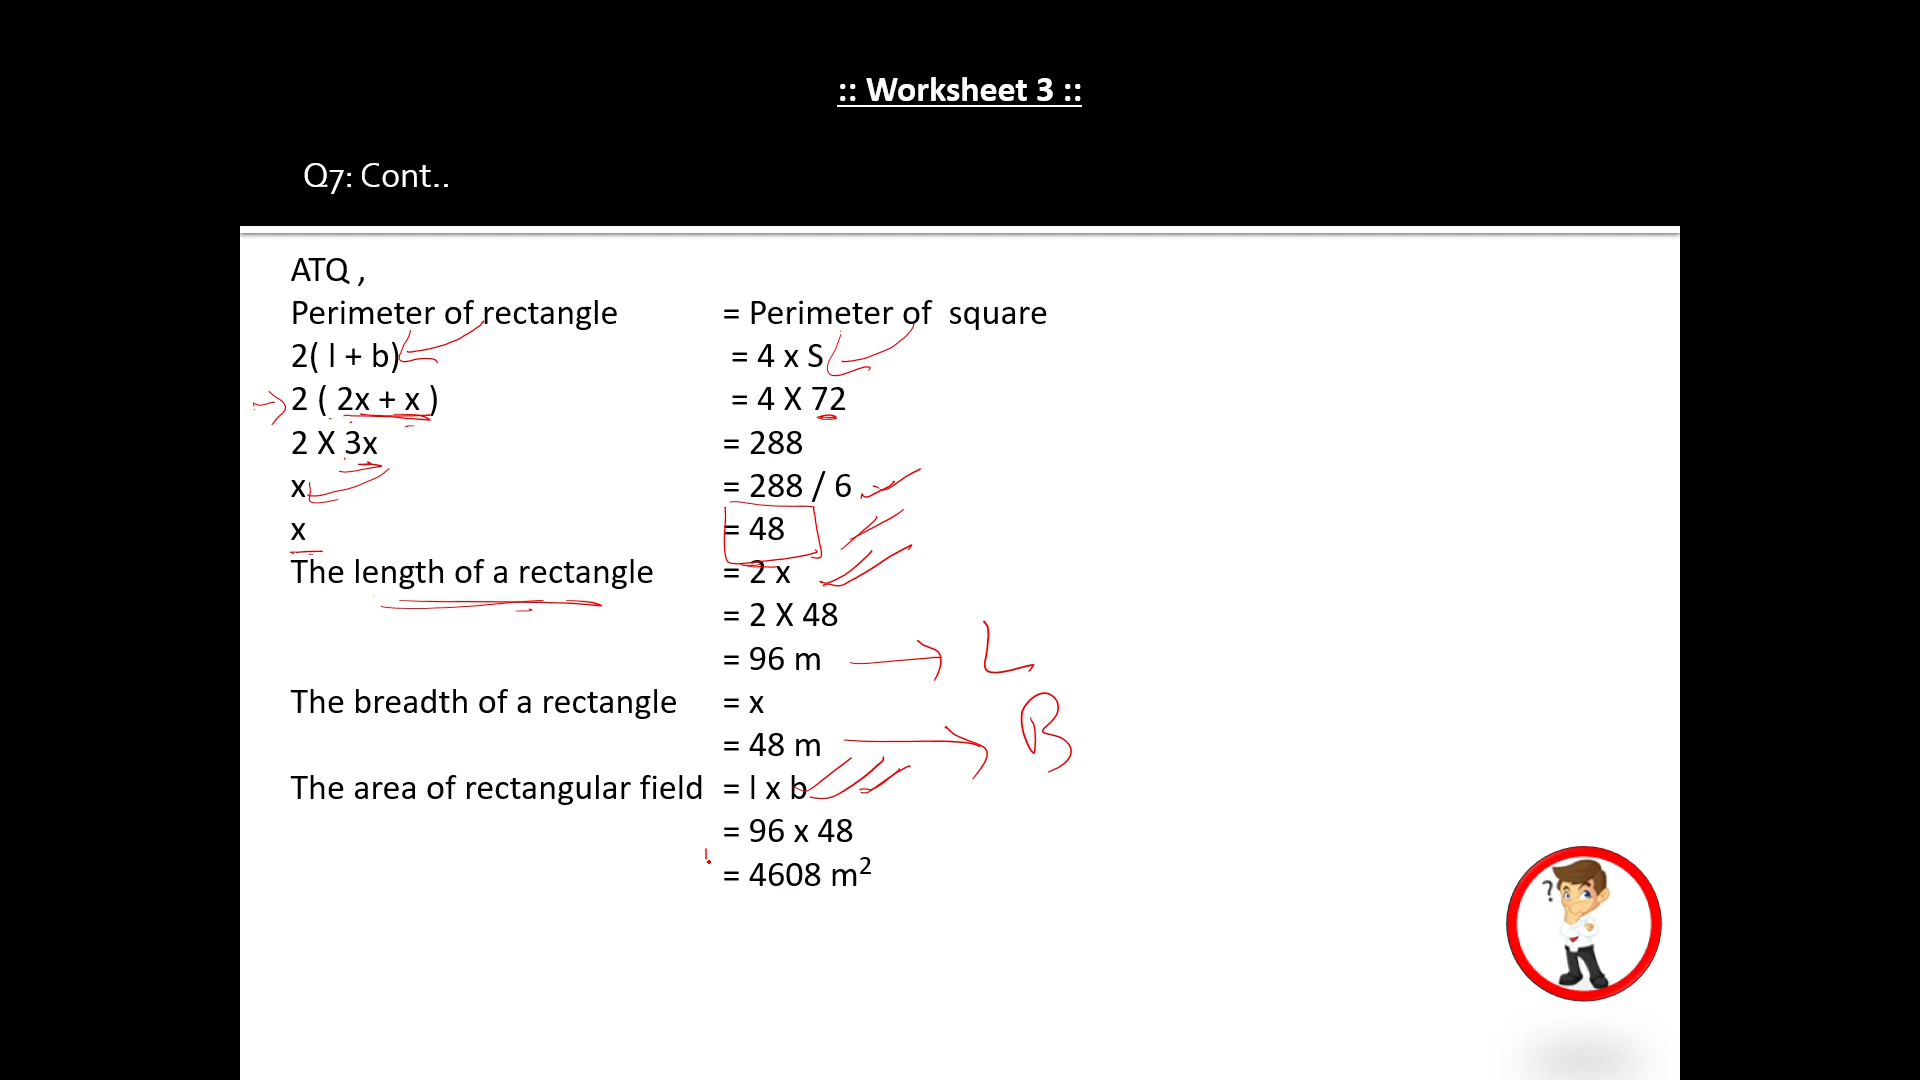 :: Worksheet 3 ::
Q7: Cont..
ATQ ,
Perimeter of rectangle = Perimeter of square
2( l + b) = 4 x S
2 ( 2x + x ) = 4 X 72
2 X 3x = 288
x = 288 / 6
x = 48
The length of a rectangle = 2 x
= 2 X 48
= 96 m L
The breadth of a rectangle = x
= 48 m B
The area of rectangular field = l x b
= 96 x 48
= 4608 m²
?